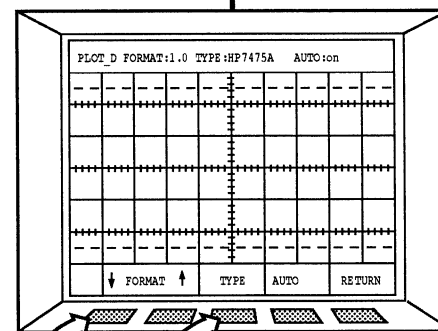 PLOT_D FORMAT:1.0 TYPE:HP7475A AUTO:on
↓ FORMAT ↑ TYPE AUTO RETURN